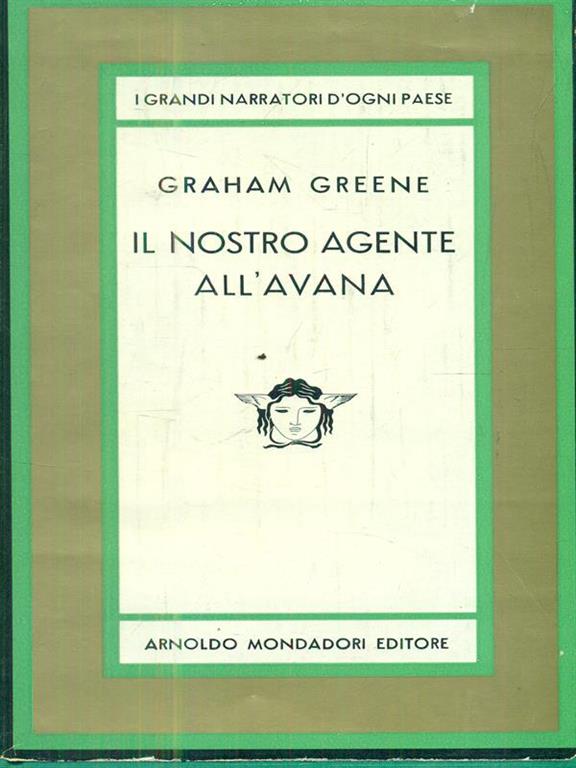 I GRANDI NARRATORI D'OGNI PAESE
GRAHAM GREENE
IL NOSTRO AGENTE
ALL'AVANA
ARNOLDO MONDADORI EDITORE